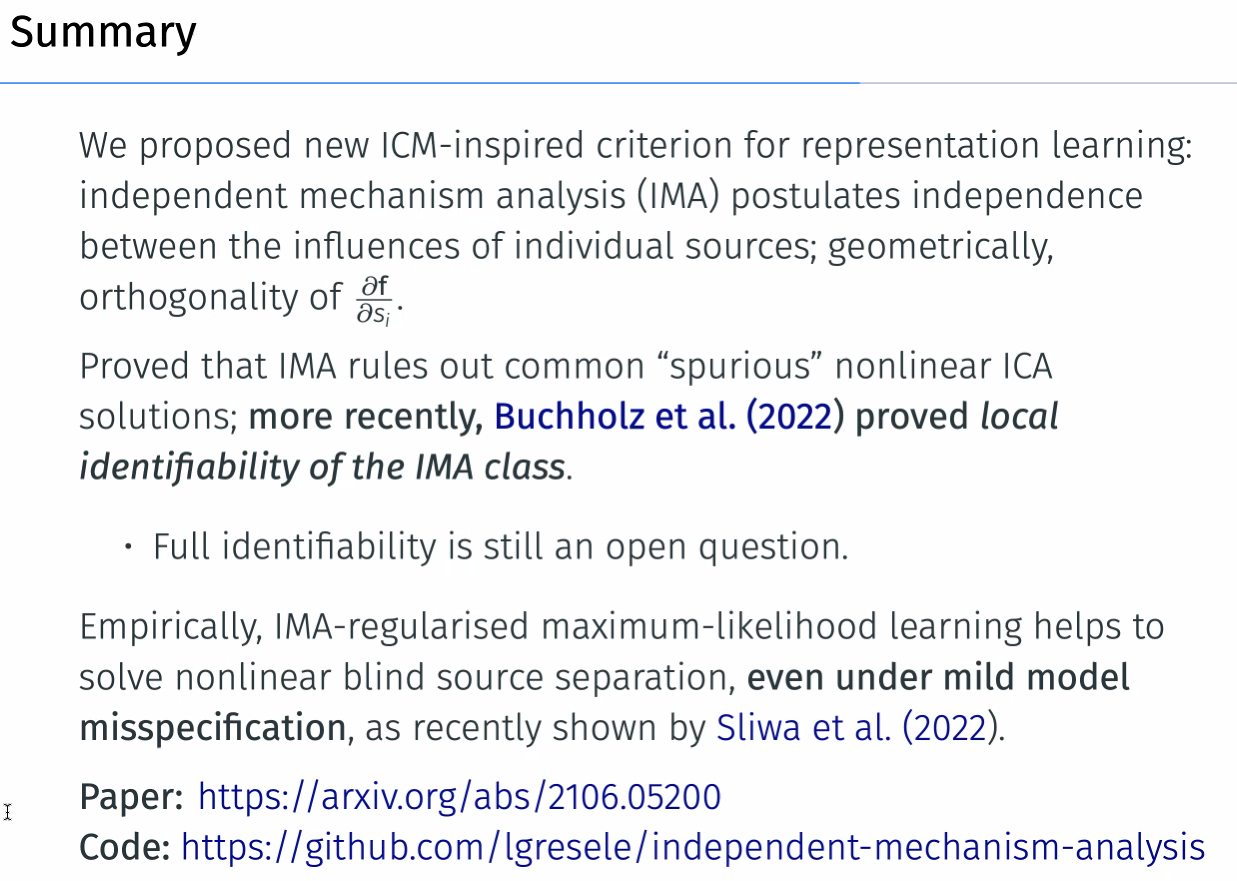 Summary
We proposed new ICM-inspired criterion for representation learning:
independent mechanism analysis (IMA) postulates independence
between the influences of individual sources; geometrically,
orthogonality of ∂f/∂sᵢ.
Proved that IMA rules out common “spurious” nonlinear ICA
solutions; more recently, Buchholz et al. (2022) proved local
identifiability of the IMA class.
· Full identifiability is still an open question.
Empirically, IMA-regularised maximum-likelihood learning helps to
solve nonlinear blind source separation, even under mild model
misspecification, as recently shown by Sliwa et al. (2022).
Paper: https://arxiv.org/abs/2106.05200
Code: https://github.com/lgresele/independent-mechanism-analysis